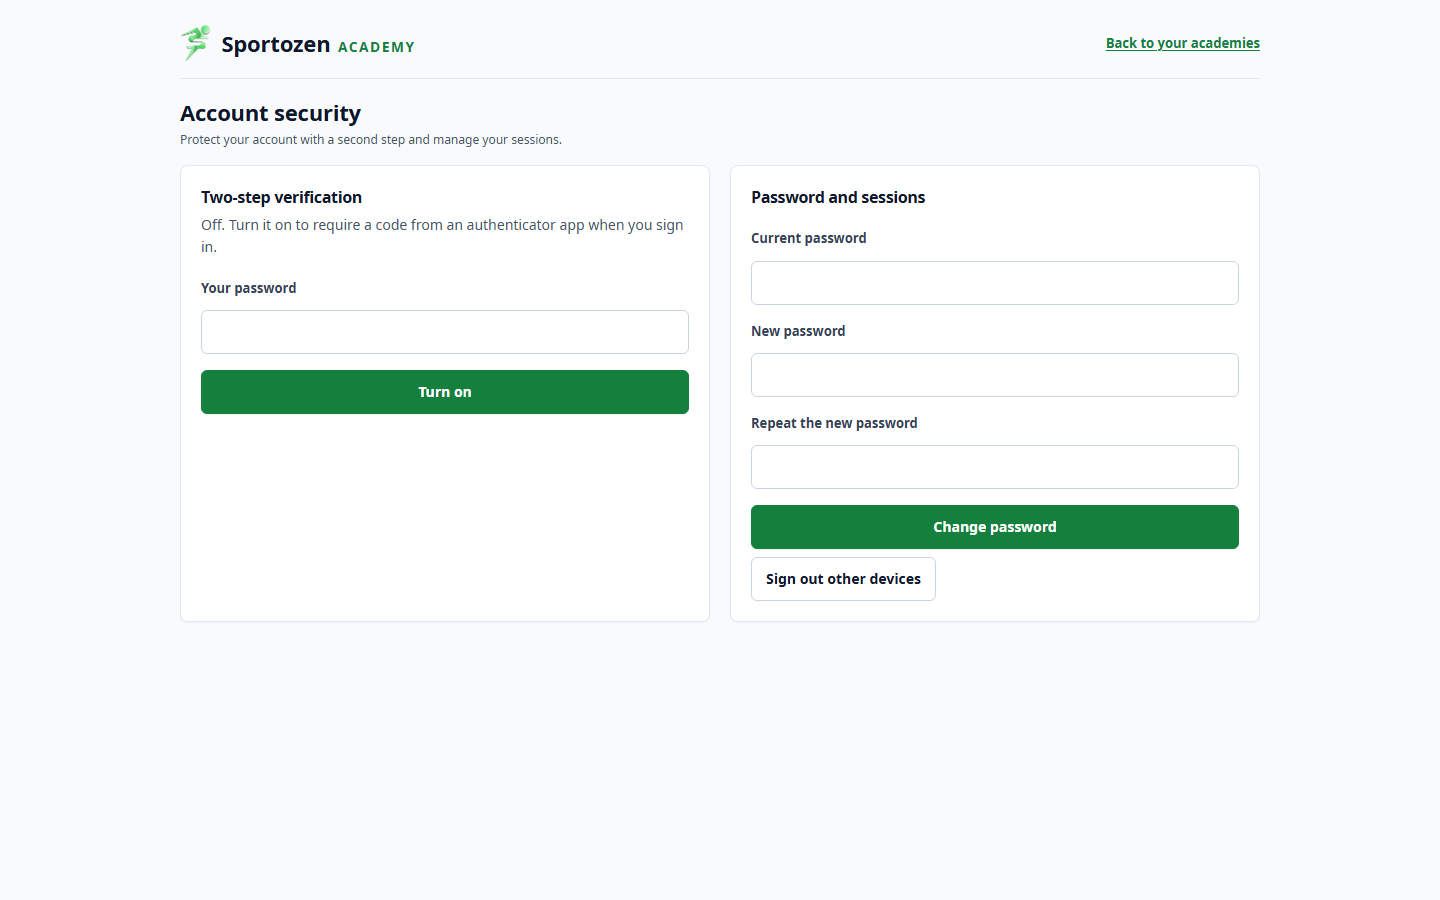 Sportozen ACADEMY
Back to your academies
Account security
Protect your account with a second step and manage your sessions.
Two-step verification
Off. Turn it on to require a code from an authenticator app when you sign
in.
Your password
Turn on
Password and sessions
Current password
New password
Repeat the new password
Change password
Sign out other devices